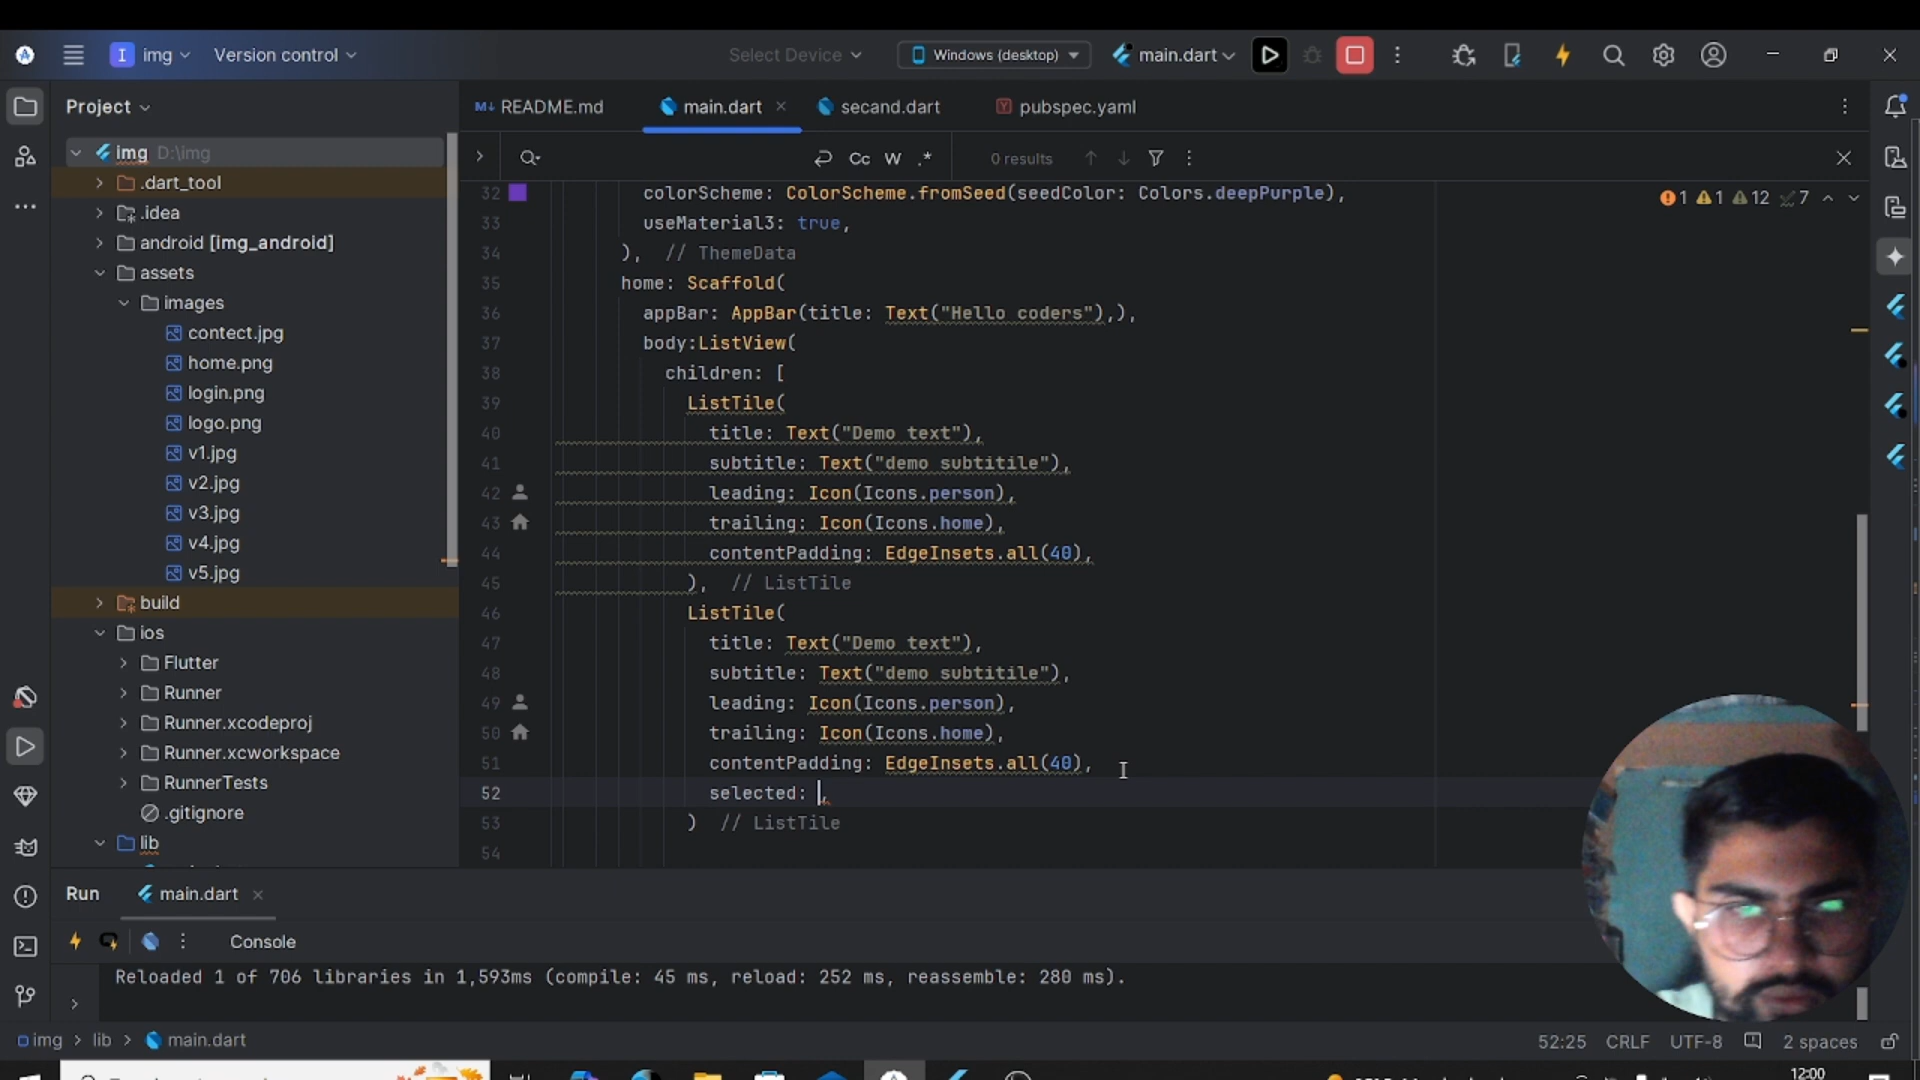 I img Version control Select Device Windows (desktop) main.dart
Project README.md main.dart secand.dart pubspec.yaml
img D:\img
Cc W .* 0 results
.dart_tool
.idea
android [img_android]
assets
images
contect.jpg
home.png
login.png
logo.png
v1.jpg
v2.jpg
v3.jpg
v4.jpg
v5.jpg
build
ios
Flutter
Runner
Runner.xcodeproj
Runner.xcworkspace
RunnerTests
.gitignore
lib
1 1 12 7
32 colorScheme: ColorScheme.fromSeed(seedColor: Colors.deepPurple),
33 useMaterial3: true,
34 ), // ThemeData
35 home: Scaffold(
36 appBar: AppBar(title: Text("Hello coders"),),
37 body:ListView(
38 children: [
39 ListTile(
40 title: Text("Demo text"),
41 subtitle: Text("demo subtitile"),
42 leading: Icon(Icons.person),
43 trailing: Icon(Icons.home),
44 contentPadding: EdgeInsets.all(40),
45 ), // ListTile
46 ListTile(
47 title: Text("Demo text"),
48 subtitle: Text("demo subtitile"),
49 leading: Icon(Icons.person),
50 trailing: Icon(Icons.home),
51 contentPadding: EdgeInsets.all(40),
52 selected: ,
53 ) // ListTile
54
Run main.dart
Console
Reloaded 1 of 706 libraries in 1,593ms (compile: 45 ms, reload: 252 ms, reassemble: 280 ms).
img > lib > main.dart 52:25 CRLF UTF-8 2 spaces
12:00